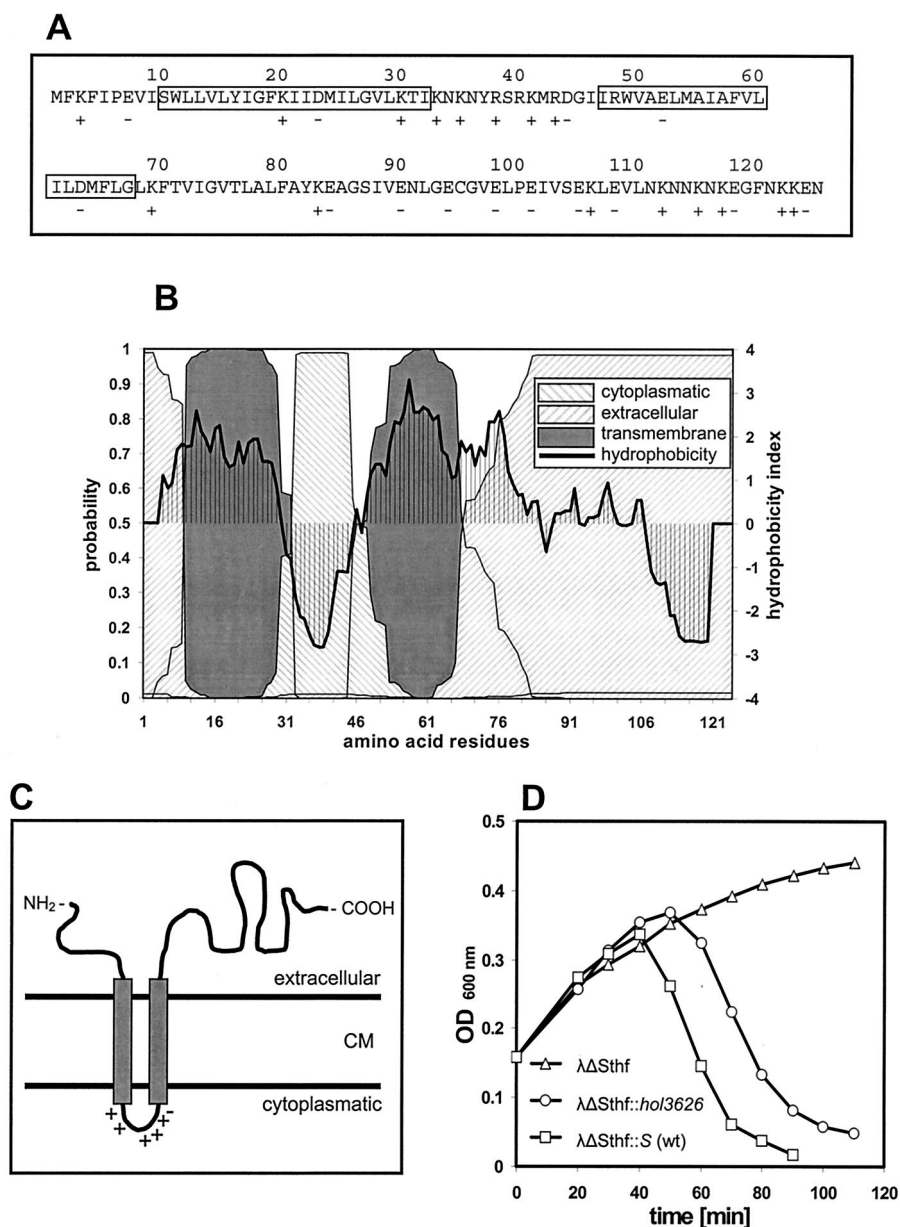 A
10 20 30 40 50 60
MFKFIPEVISWLLVLYIGFKIIDMILGVLKTIKNKNYRSRKMRDGIIRWVAELMAIAFVL
+ - + - + + + + + +- -
70 80 90 100 110 120
ILDMFLGLKFTVIGVTLALFAYKEAGSIVENLGECGVELPEIVSEKLEVLNKNNKNKEGFNKKEN
- + +- - - - - -+ - + + +- ++-
B
1
0.9
0.8
0.7
0.6
0.5
0.4
0.3
0.2
0.1
0
probability
cytoplasmatic
extracellular
transmembrane
hydrophobicity
4
3
2
1
0
-1
-2
-3
-4
hydrophobicity index
1 16 31 46 61 76 91 106 121
amino acid residues
C
NH2 -
- COOH
extracellular
CM
cytoplasmatic
+ + + + + -
D
0.5
0.4
0.3
0.2
0.1
0
OD 600 nm
λΔSthf
λΔSthf::hol3626
λΔSthf::S (wt)
0 20 40 60 80 100 120
time [min]